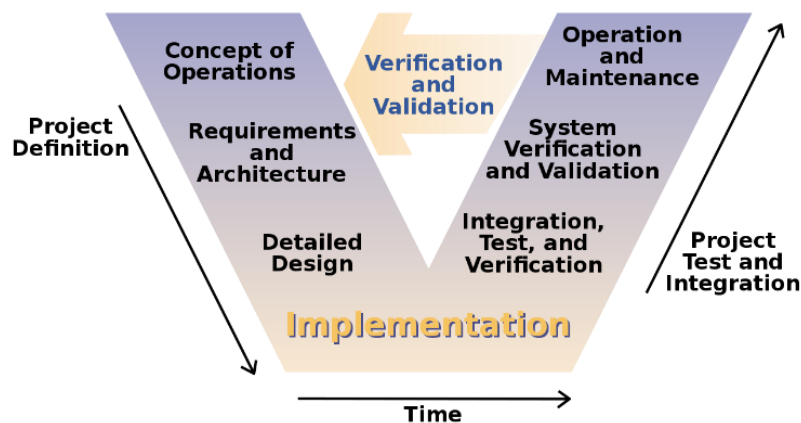 Concept of
Operations
Verification
and
Validation
Operation
and
Maintenance
Project
Definition
Requirements
and
Architecture
System
Verification
and Validation
Detailed
Design
Integration,
Test, and
Verification
Project
Test and
Integration
Implementation
Time